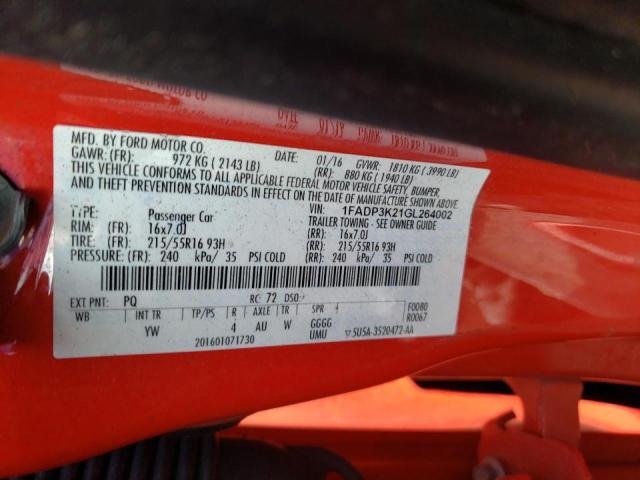 MFD. BY FORD MOTOR CO.
DATE: 01/16 GVWR: 1810 KG (3990 LB)
GAWR: (FR): 972 KG (2143 LB) (RR): 880 KG (1940 LB)
THIS VEHICLE CONFORMS TO ALL APPLICABLE FEDERAL MOTOR VEHICLE SAFETY, BUMPER,
AND THEFT PREVENTION STANDARDS IN EFFECT ON THE DATE OF MANUFACTURE SHOWN ABOVE.
VIN: 1FADP3K21GL264002
TYPE: Passenger Car TRAILER TOWING - SEE OWNER GUIDE
RIM: (FR) 16x7.0J (RR): 16x7.0J
TIRE: (FR): 215/55R16 93H (RR): 215/55R16 93H
PRESSURE: (FR) 240 kPa/ 35 PSI COLD (RR): 240 kPa/ 35 PSI COLD
EXT PNT: PQ RC: 72 DSO:
WB INT TR TP/PS R AXLE TR SPR F0080
YW 4 AU W GGGG R0067
201601071730 UMU 5U5A-3520472-AA